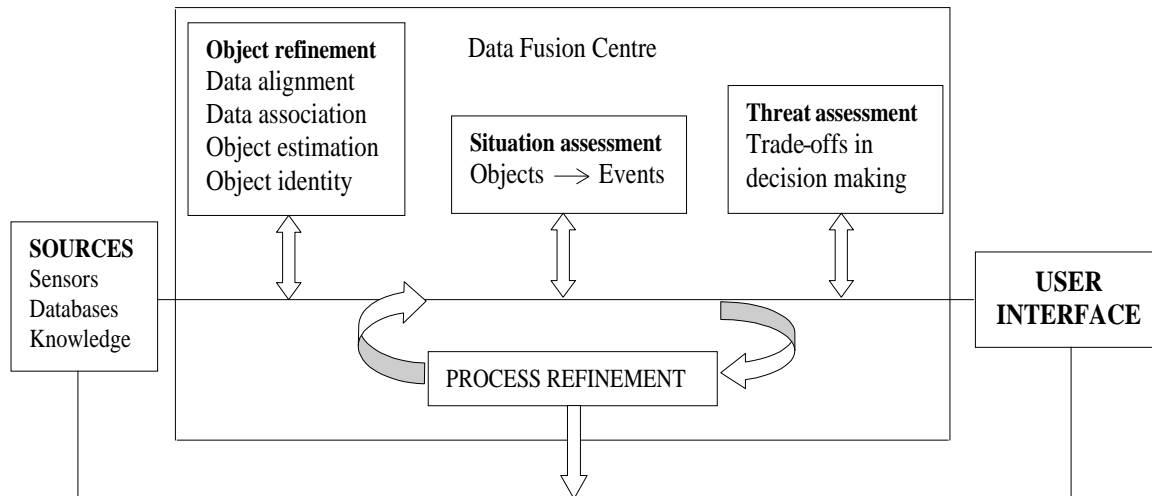 Data Fusion Centre
Object refinement
Data alignment
Data association
Object estimation
Object identity
Situation assessment
Objects → Events
Threat assessment
Trade-offs in
decision making
SOURCES
Sensors
Databases
Knowledge
USER
INTERFACE
PROCESS REFINEMENT